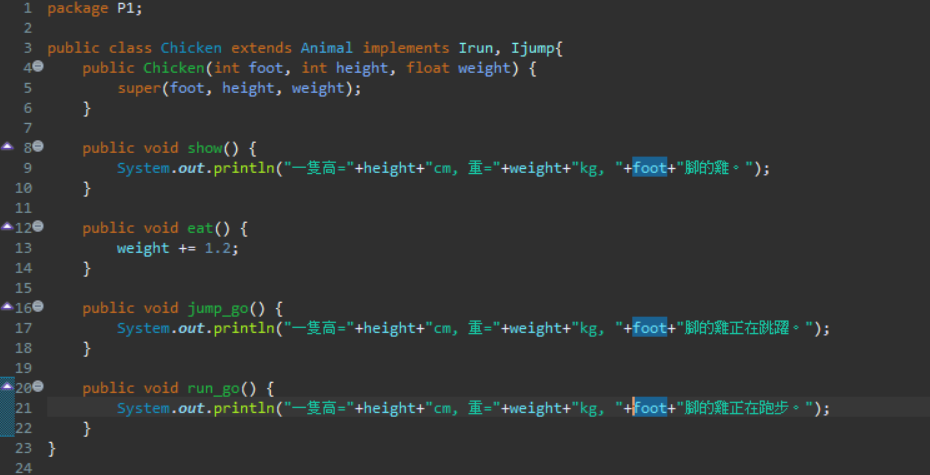 1 package P1;
2
3 public class Chicken extends Animal implements Irun, Ijump{
4     public Chicken(int foot, int height, float weight) {
5         super(foot, height, weight);
6     }
7
8     public void show() {
9         System.out.println("一隻高="+height+"cm, 重="+weight+"kg, "+foot+"腳的雞。");
10     }
11
12     public void eat() {
13         weight += 1.2;
14     }
15
16     public void jump_go() {
17         System.out.println("一隻高="+height+"cm, 重="+weight+"kg, "+foot+"腳的雞正在跳躍。");
18     }
19
20     public void run_go() {
21         System.out.println("一隻高="+height+"cm, 重="+weight+"kg, "+foot+"腳的雞正在跑步。");
22     }
23 }
24